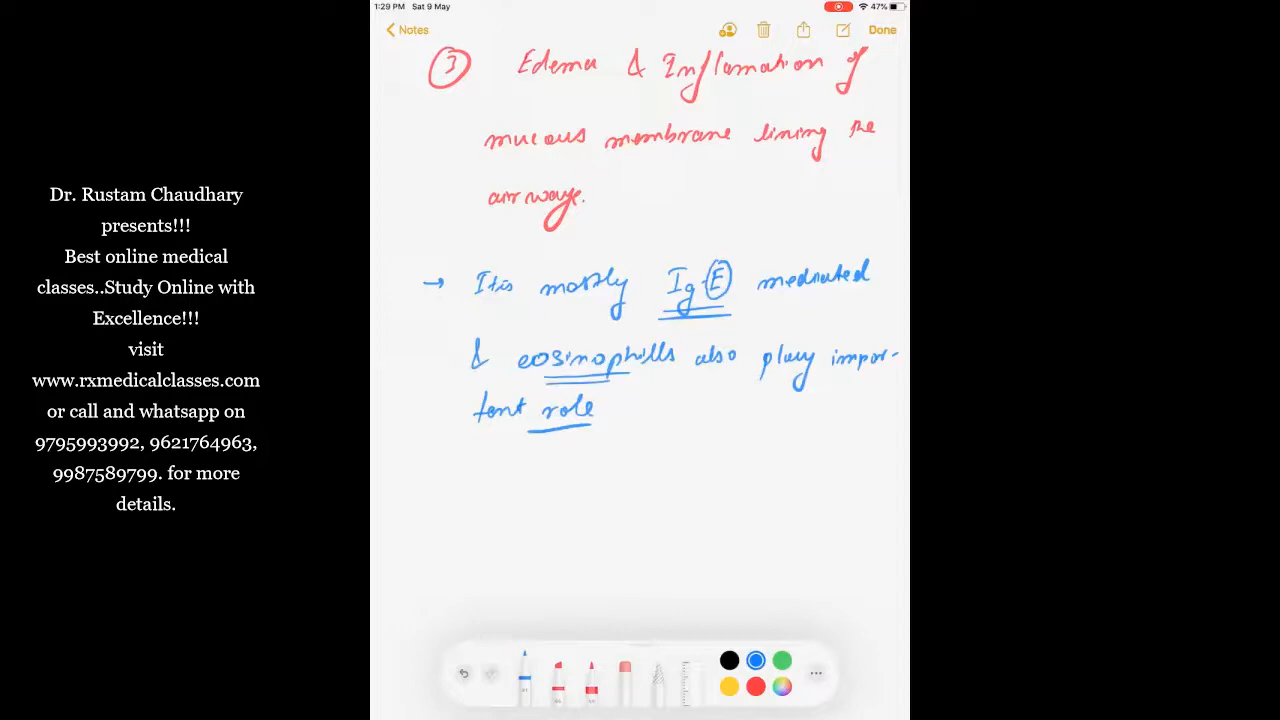 1:29 PM Sat 9 May
47%
Notes
Done
Dr. Rustam Chaudhary
presents!!!
Best online medical
classes..Study Online with
Excellence!!!
visit
www.rxmedicalclasses.com
or call and whatsapp on
9795993992, 9621764963,
9987589799. for more
details.
3 Edema & Inflamation of
mucous membrane lining the
airways.
→ It is mostly IgE mediated
& eosinophills also play impor-
tant role